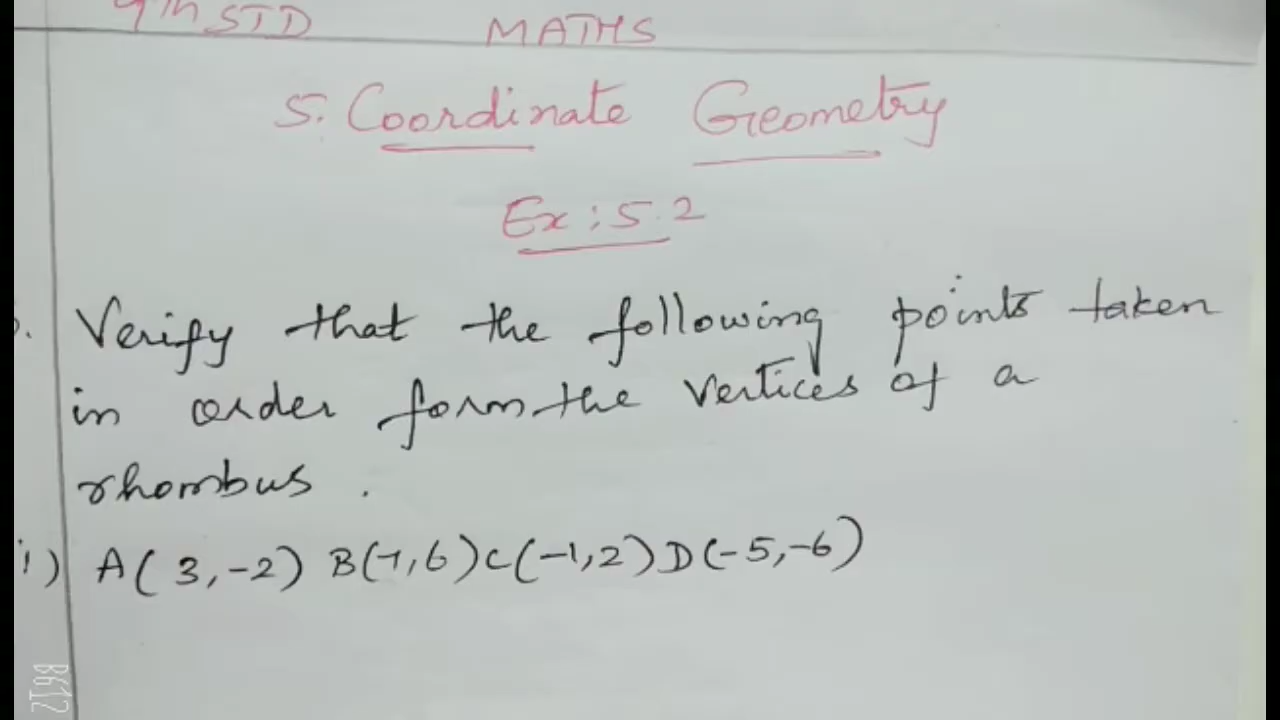 9th STD MATHS
5. Coordinate Geometry
Ex: 5.2
Verify that the following points taken
in order form the vertices of a
rhombus.
i) A(3,-2) B(7,6) C(-1,2) D(-5,-6)
B612